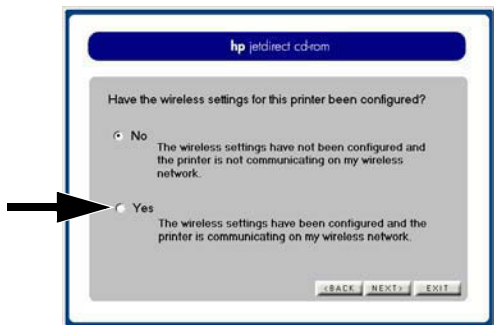 hp jetdirect cd-rom
Have the wireless settings for this printer been configured?
No
The wireless settings have not been configured and
the printer is not communicating on my wireless
network.
Yes
The wireless settings have been configured and the
printer is communicating on my wireless network.
<BACK NEXT> EXIT